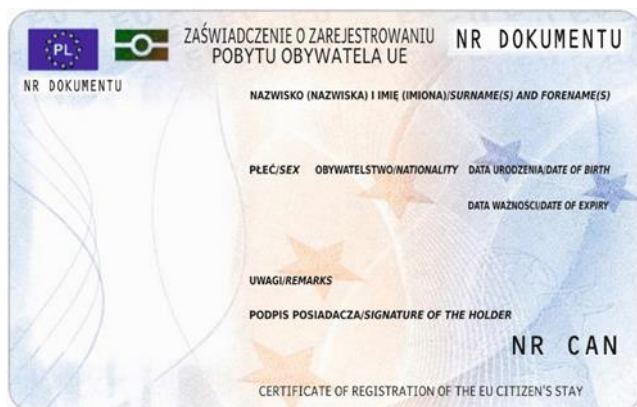 PL
ZAŚWIADCZENIE O ZAREJESTROWANIU
POBYTU OBYWATELA UE
NR DOKUMENTU
NR DOKUMENTU
NAZWISKO (NAZWISKA) I IMIĘ (IMIONA)/SURNAME(S) AND FORENAME(S)
PŁEĆ/SEX OBYWATELSTWO/NATIONALITY DATA URODZENIA/DATE OF BIRTH
DATA WAŻNOŚCI/DATE OF EXPIRY
UWAGI/REMARKS
PODPIS POSIADACZA/SIGNATURE OF THE HOLDER
NR CAN
CERTIFICATE OF REGISTRATION OF THE EU CITIZEN'S STAY